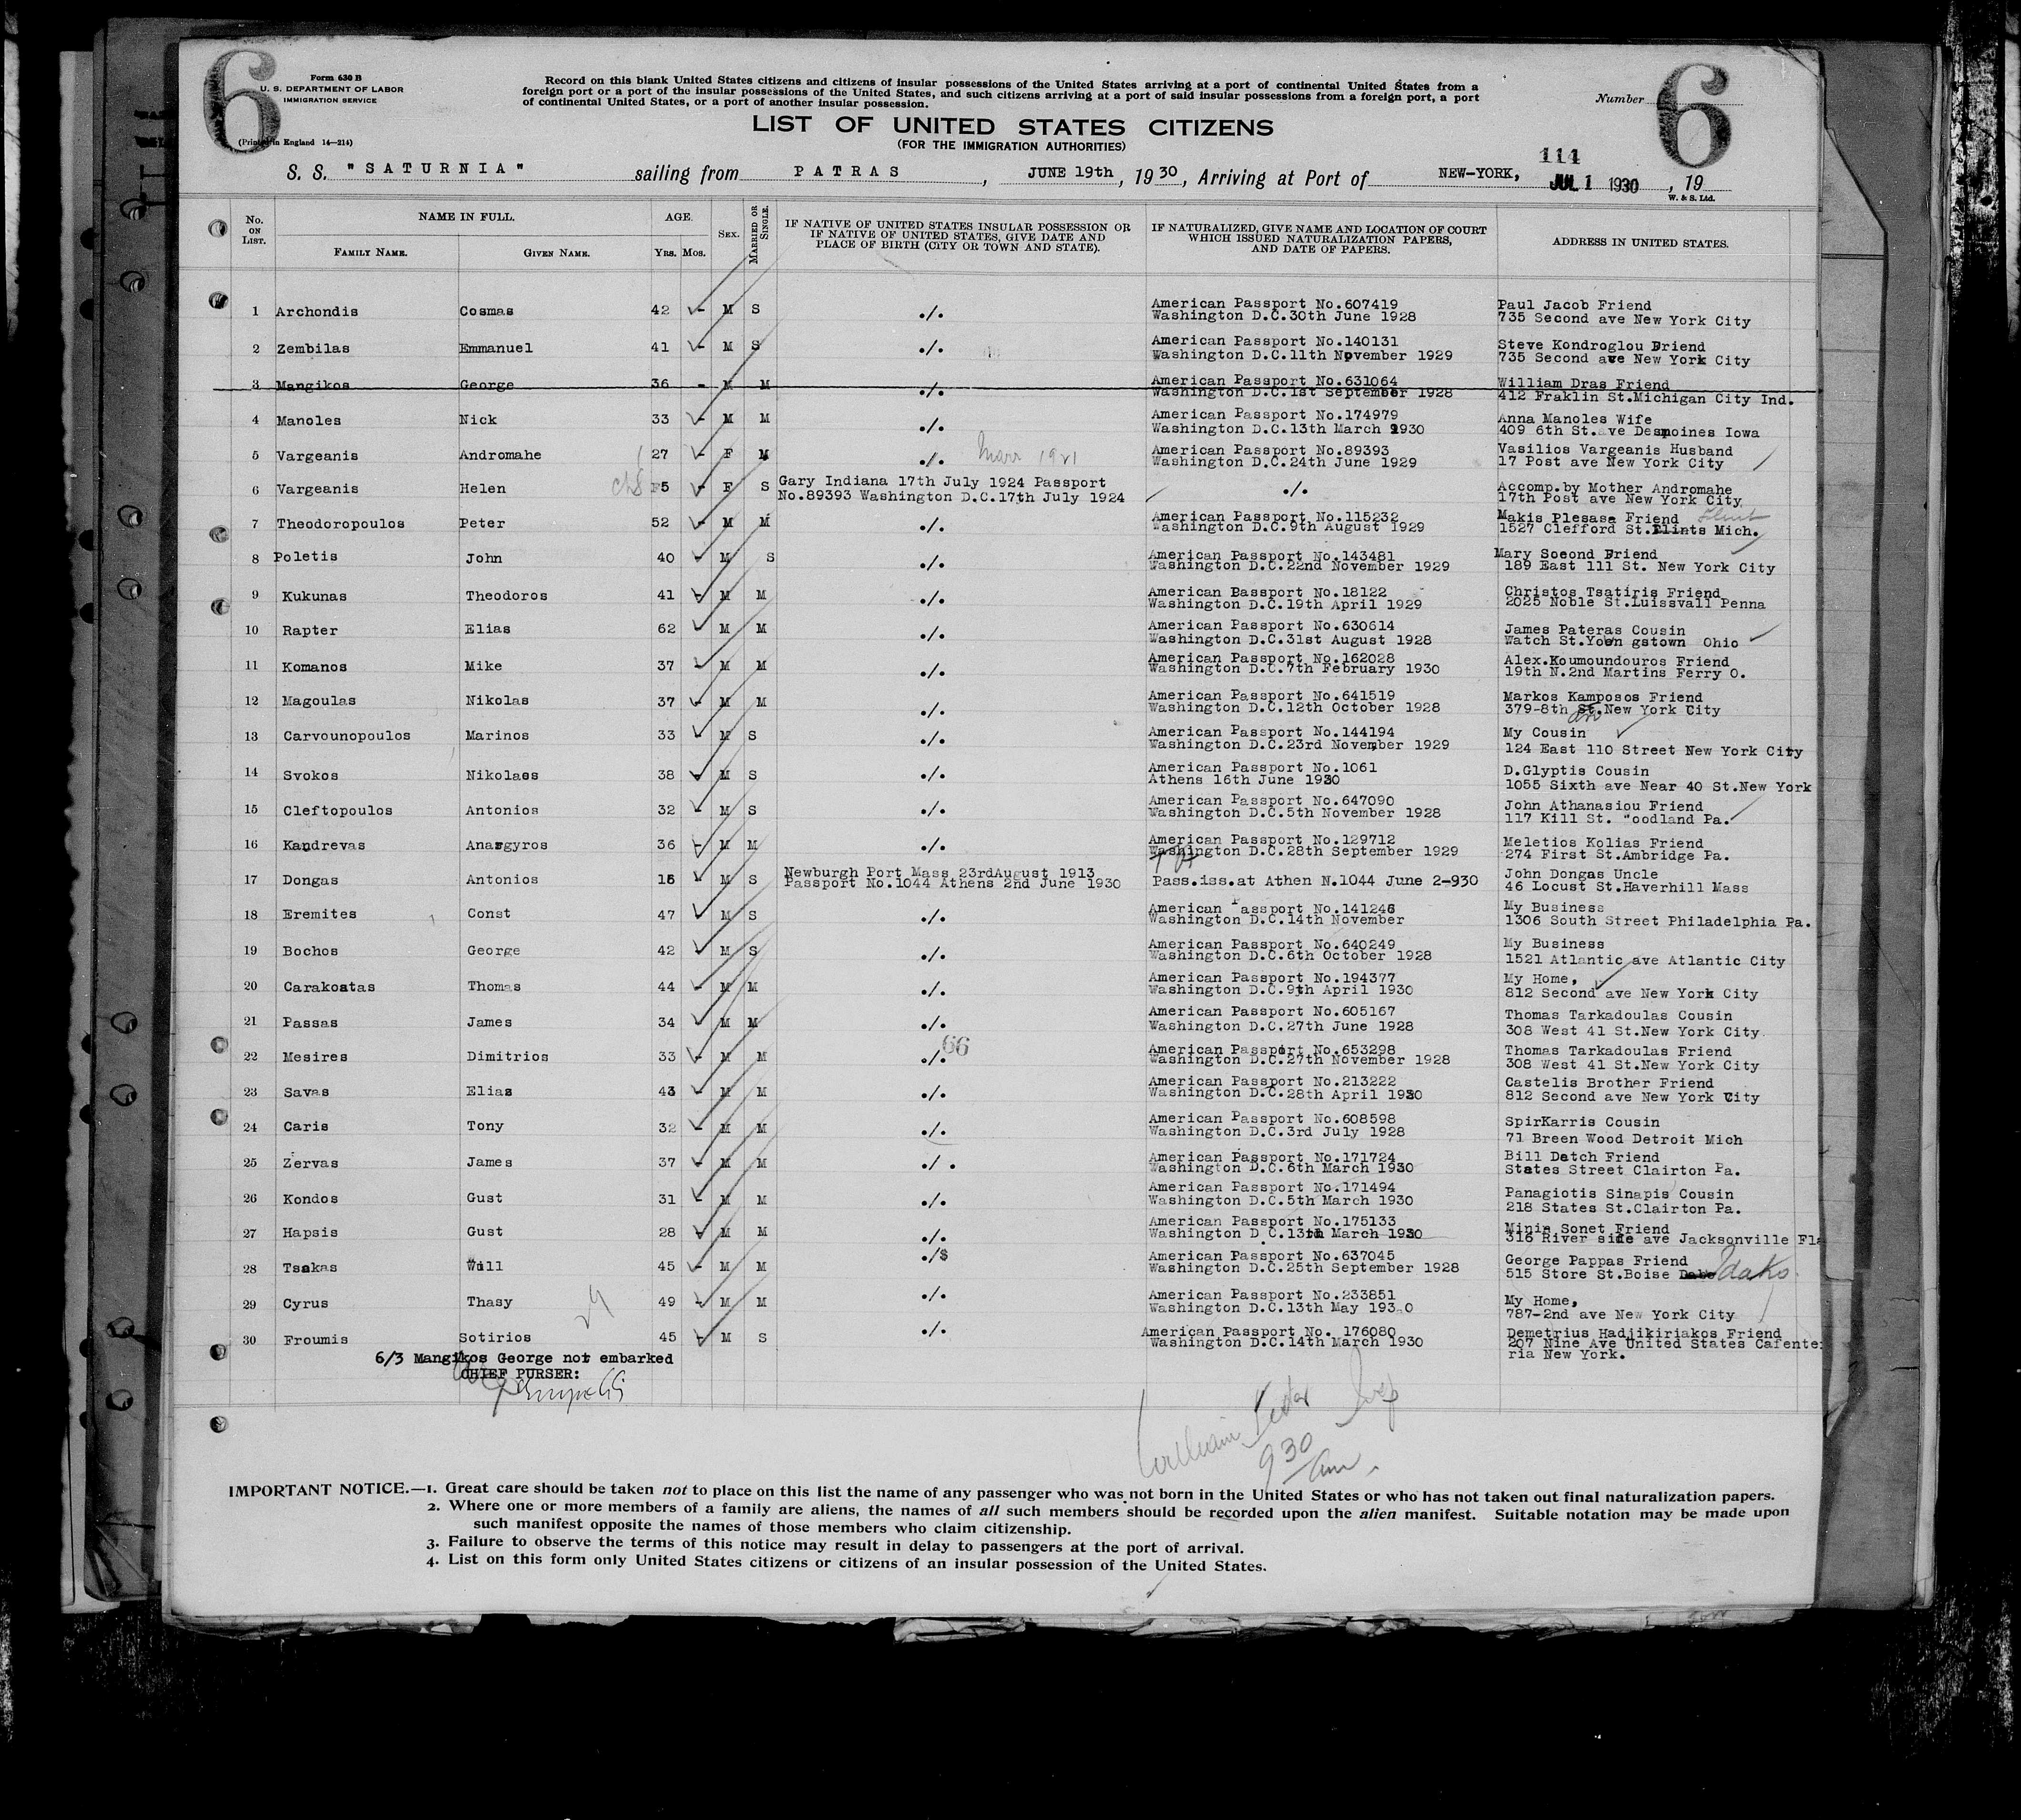 6
Form 630 B
U. S. DEPARTMENT OF LABOR
IMMIGRATION SERVICE
(Printed in England 14—214)
Record on this blank United States citizens and citizens of insular possessions of the United States arriving at a port of continental United States from a
foreign port or a port of the insular possessions of the United States, and such citizens arriving at a port of said insular possessions from a foreign port, a port
of continental United States, or a port of another insular possession.
Number 6
LIST OF UNITED STATES CITIZENS
(FOR THE IMMIGRATION AUTHORITIES)
S. S. "SATURNIA" sailing from PATRAS, JUNE 19th, 1930, Arriving at Port of NEW-YORK, 111 JUL 1 1930, 19
W. & S. Ltd.
No. ON LIST. NAME IN FULL. FAMILY NAME. GIVEN NAME. AGE. Yrs. Mos. SEX. MARRIED OR SINGLE. IF NATIVE OF UNITED STATES INSULAR POSSESSION OR IF NATIVE OF UNITED STATES, GIVE DATE AND PLACE OF BIRTH (CITY OR TOWN AND STATE). IF NATURALIZED, GIVE NAME AND LOCATION OF COURT WHICH ISSUED NATURALIZATION PAPERS, AND DATE OF PAPERS. ADDRESS IN UNITED STATES.
1 Archondis Cosmas 42 - M S ./. American Passport No.607419 Paul Jacob Friend
Washington D.C.30th June 1928 735 Second ave New York City
2 Zembilas Emmanuel 41 - M S ./. American Passport No.140131 Steve Kondroglou Friend
Washington D.C.11th November 1929 735 Second ave New York City
3 Mangikos George 36 - M M ./. American Passport No.631064 William Dras Friend
Washington D.C.1st September 1928 412 Fraklin St.Michigan City Ind.
4 Manoles Nick 33 - M M ./. American Passport No.174979 Anna Manoles Wife
Washington D.C.13th March 1930 409 6th St.ave Desmoines Iowa
5 Vargeanis Andromahe 27 - F M ./. Marr 1921 American Passport No.89393 Vasilios Vargeanis Husband
Washington D.C.24th June 1929 17 Post ave New York City
6 Vargeanis Helen 5 - F S Gary Indiana 17th July 1924 Passport ./. Accomp.by Mother Andromahe
No.89393 Washington D.C.17th July 1924 17th Post ave New York City
7 Theodoropoulos Peter 52 - M M ./. American Passport No.115232 Makis Plesase Friend Flint
Washington D.C.9th August 1929 1527 Clefford St.Flints Mich.
8 Poletis John 40 - M S ./. American Passport No.143481 Mary Soeond Friend
Washington D.C.22nd November 1929 189 East 111 St. New York City
9 Kukunas Theodoros 41 - M M ./. American Passport No.18122 Christos Tsatiris Friend
Washington D.C.19th April 1929 2025 Noble St.Luissvall Penna
10 Rapter Elias 62 M M ./. American Passport No.630614 James Pateras Cousin
Washington D.C.31st August 1928 Watch St.Youn gstown Ohio
11 Komanos Mike 37 - M M ./. American Passport No.162028 Alex.Koumoundouros Friend
Washington D.C.7th February 1930 19th N.2nd Martins Ferry O.
12 Magoulas Nikolas 37 - M M ./. American Passport No.641519 Markos Kamposos Friend
Washington D.C.12th October 1928 379-8th St.New York City
13 Carvounopoulos Marinos 33 - M S ./. American Passport No.144194 My Cousin
Washington D.C.23rd November 1929 124 East 110 Street New York City
14 Svokos Nikolaos 38 - M S ./. American Passport No.1061 D.Glyptis Cousin
Athens 16th June 1930 1055 Sixth ave Near 40 St.New York
15 Cleftopoulos Antonios 32 - M S ./. American Passport No.647090 John Athanasiou Friend
Washington D.C.5th November 1928 117 Kill St. "oodland Pa.
16 Kandrevas Anargyros 36 - M M ./. American Passport No.129712 Meletios Kolias Friend
Washington D.C.28th September 1929 274 First St.Ambridge Pa.
17 Dongas Antonios 16 M S Newburgh Port Mass 23rdAugust 1913 John Dongas Uncle
Passport No.1044 Athens 2nd June 1930 Pass.iss.at Athen N.1044 June 2-930 46 Locust St.Haverhill Mass
18 Eremites Const 47 M S ./. American Passport No.141246 My Business
Washington D.C.14th November 1306 South Street Philadelphia Pa.
19 Bochos George 42 - M S ./. American Passport No.640249 My Business
Washington D.C.6th October 1928 1521 Atlantic ave Atlantic City
20 Carakostas Thomas 44 - M M ./. American Passport No.194377 My Home,
Washington D.C.9th April 1930 812 Second ave New York City
21 Passas James 34 M M ./. American Passport No.605167 Thomas Tarkadoulas Cousin
Washington D.C.27th June 1928 308 West 41 St.New York City.
22 Mesires Dimitrios 33 - M M ./. 66 American Passport No.653298 Thomas Tarkadoulas Friend
Washington D.C.27th November 1928 308 West 41 St.New York City
23 Savas Elias 43 - M M ./. American Passport No.213222 Castelis Brother Friend
Washington D.C.28th April 1930 812 Second ave New York City
24 Caris Tony 32 - M M ./. American Passport No.608598 SpirKarris Cousin
Washington D.C.3rd July 1928 71 Breen Wood Detroit Mich
25 Zervas James 37 - M M ./ . American Passport No.171724 Bill Detch Friend
Washington D.C.6th March 1930 States Street Clairton Pa.
26 Kondos Gust 31 - M M ./. American Passport No.171494 Panagiotis Sinapis Cousin
Washington D.C.5th March 1930 218 States St.Clairton Pa.
27 Hapsis Gust 28 - M M ./. American Passport No.175133 Minin Sonet Friend
Washington D.C.13th March 1930 316 River side ave Jacksonville Fla
28 Tsakas Will 45 - M M ./$ American Passport No.637045 George Pappas Friend
Washington D.C.25th September 1928 515 Store St.Boise Idaho
29 Cyrus Thasy 49 - M M ./. American Passport No.233851 My Home,
Washington D.C.13th May 193 0 787-2nd ave New York City
30 Froumis Sotirios 45 - M S ./. American Passport No. 176080 Demetrius Hadjikiriakos Friend
Washington D.C.14th March 1930 207 Nine Ave United States Cafente
ria New York.
6/3 Mangikos George not embarked
CHIEF PURSER:
29
William
9 30/am.
IMPORTANT NOTICE.—1. Great care should be taken not to place on this list the name of any passenger who was not born in the United States or who has not taken out final naturalization papers.
2. Where one or more members of a family are aliens, the names of all such members should be recorded upon the alien manifest. Suitable notation may be made upon
such manifest opposite the names of those members who claim citizenship.
3. Failure to observe the terms of this notice may result in delay to passengers at the port of arrival.
4. List on this form only United States citizens or citizens of an insular possession of the United States.